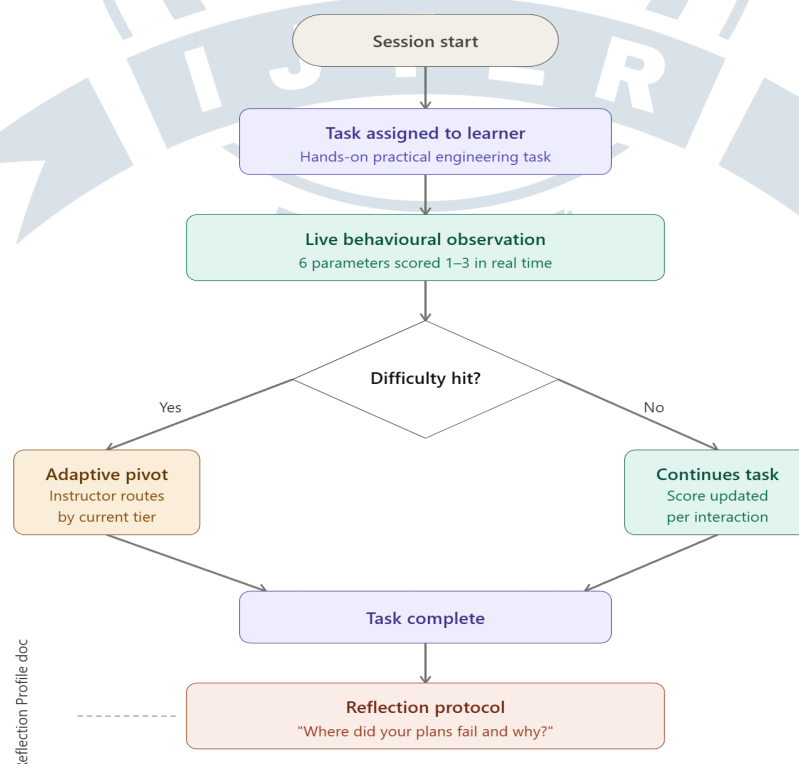 Session start
IJTER
Task assigned to learner
Hands-on practical engineering task
Live behavioural observation
6 parameters scored 1–3 in real time
Difficulty hit?
Yes
No
Adaptive pivot
Instructor routes
by current tier
Continues task
Score updated
per interaction
Task complete
Reflection protocol
"Where did your plans fail and why?"
Profile doc